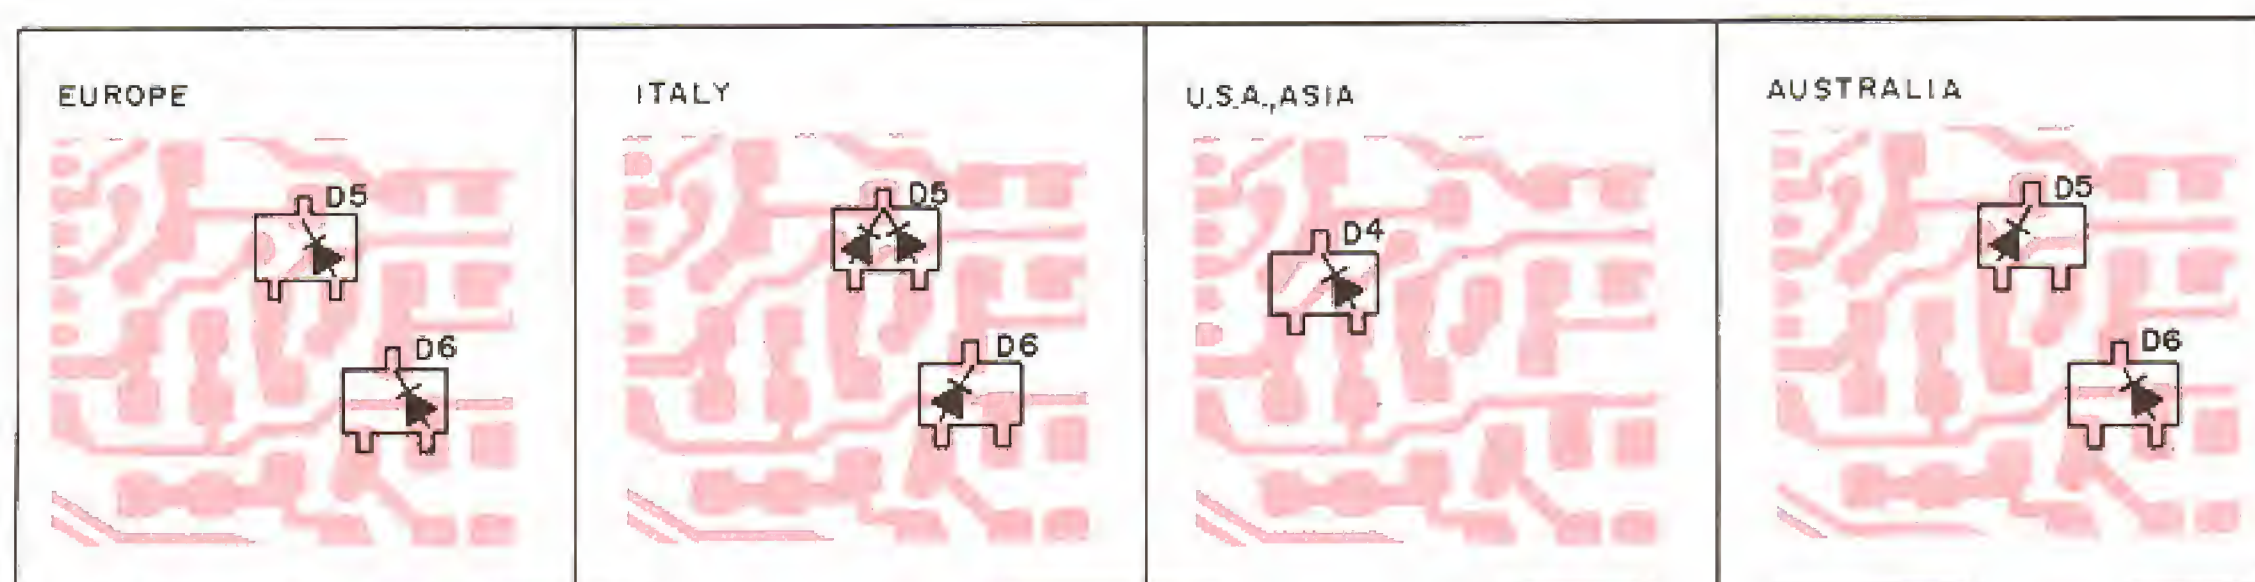 EUROPE
D5
D6
ITALY
D5
D6
U.S.A.,ASIA
D4
AUSTRALIA
D5
D6